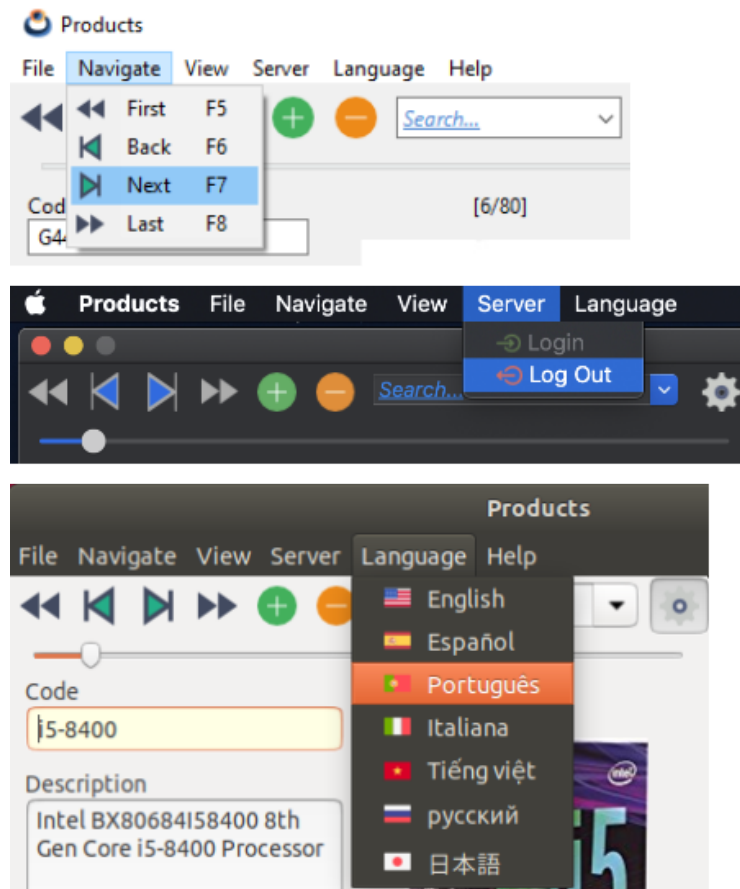 Products
File Navigate View Server Language Help
First F5
Search...
Back F6
Next F7
[6/80]
Last F8
Products File Navigate View Server Language
Login
Log Out
Search...
Products
File Navigate View Server Language Help
English
Español
Code
Português
i5-8400
Italiana
Tiếng việt
intel
Description
русский
Intel BX80684I58400 8th
Gen Core i5-8400 Processor
i5
日本語